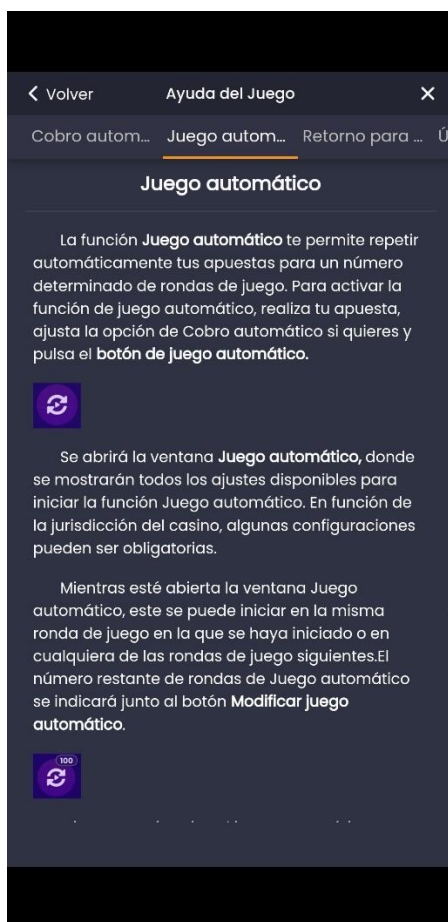 Volver
Ayuda del Juego
Cobro autom...
Juego autom...
Retorno para ...
Ú
Juego automático
La función Juego automático te permite repetir
automáticamente tus apuestas para un número
determinado de rondas de juego. Para activar la
función de juego automático, realiza tu apuesta,
ajusta la opción de Cobro automático si quieres y
pulsa el botón de juego automático.
Se abrirá la ventana Juego automático, donde
se mostrarán todos los ajustes disponibles para
iniciar la función Juego automático. En función de
la jurisdicción del casino, algunas configuraciones
pueden ser obligatorias.
Mientras esté abierta la ventana Juego
automático, este se puede iniciar en la misma
ronda de juego en la que se haya iniciado o en
cualquiera de las rondas de juego siguientes.El
número restante de rondas de Juego automático
se indicará junto al botón Modificar juego
automático.
100